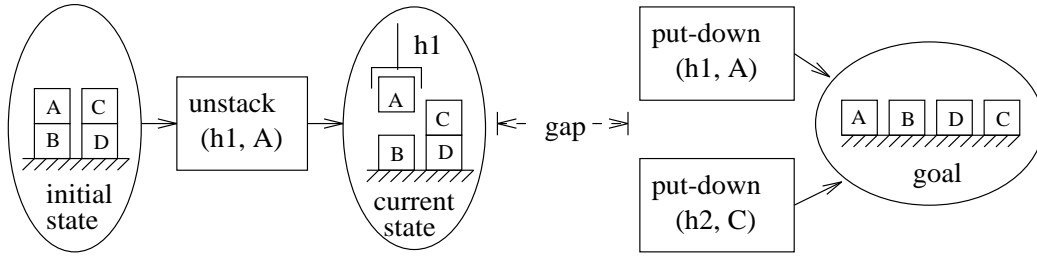 A C
B D
initial
state
unstack
(h1, A)
h1
A
C
B D
current
state
gap
put-down
(h1, A)
put-down
(h2, C)
A B D C
goal